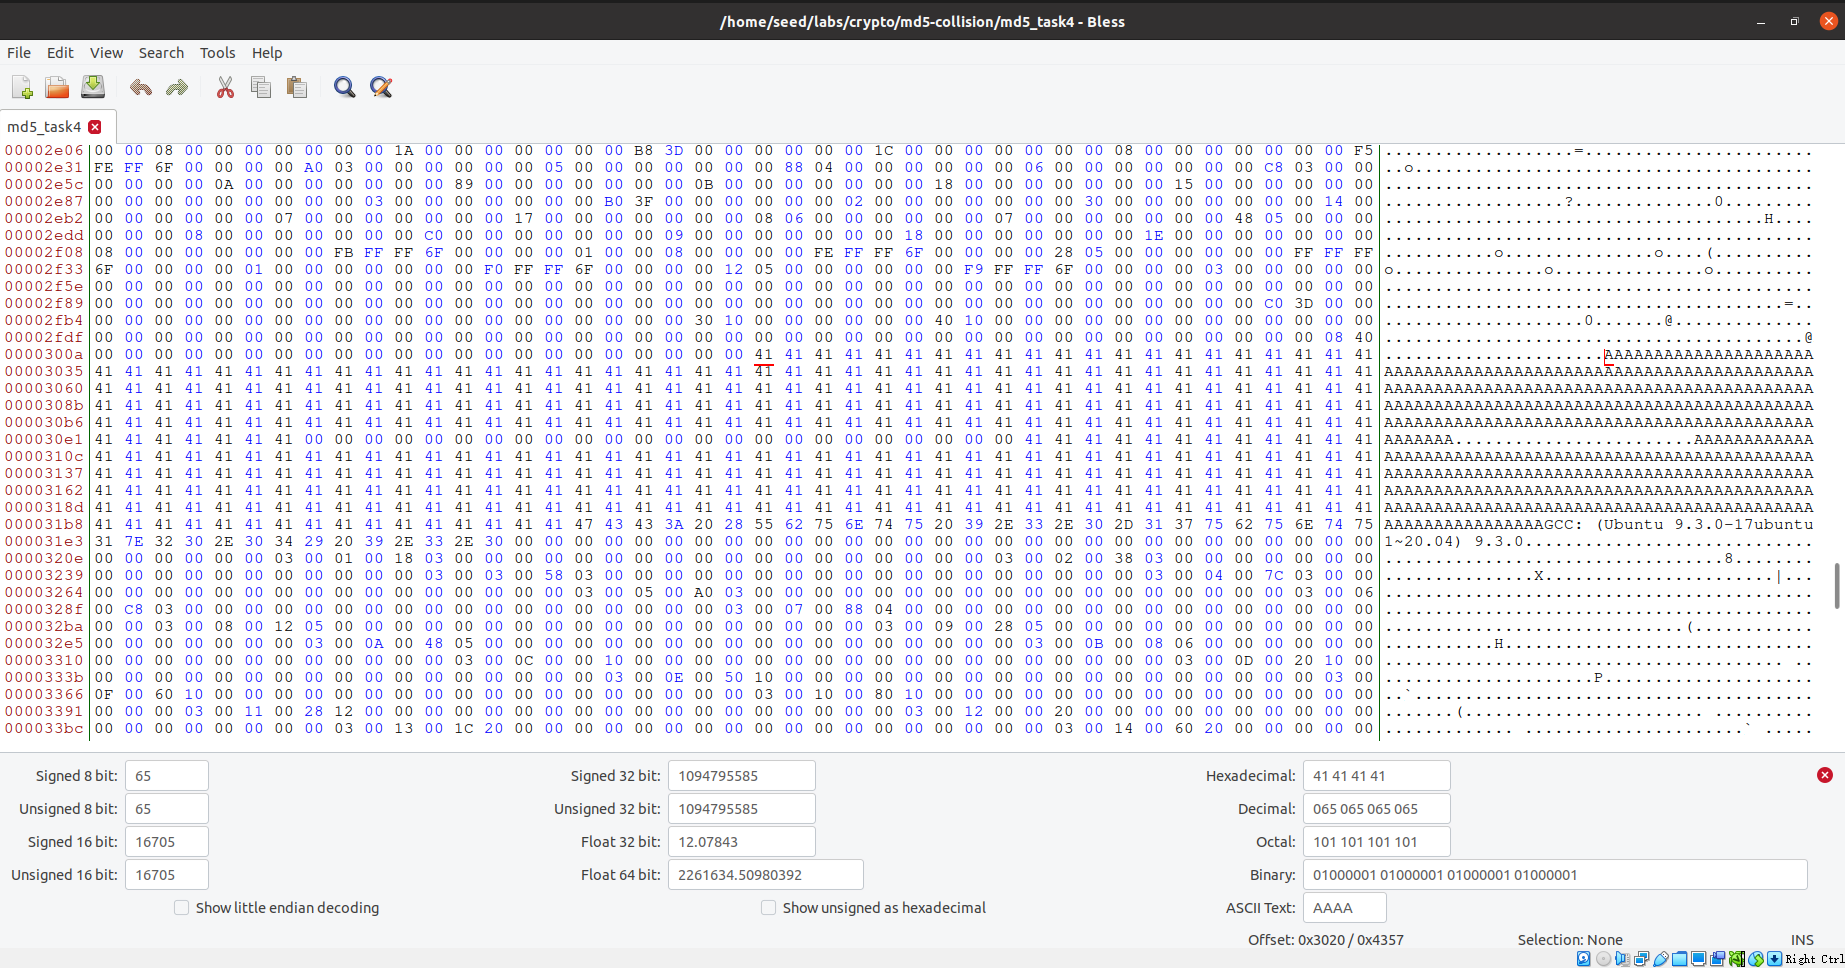 /home/seed/labs/crypto/md5-collision/md5_task4 - Bless
File Edit View Search Tools Help
md5_task4
00002e06 00 00 08 00 00 00 00 00 00 00 1A 00 00 00 00 00 00 00 B8 3D 00 00 00 00 00 00 1C 00 00 00 00 00 00 00 08 00 00 00 00 00 00 00 F5 ...................=.......................
00002e31 FE FF 6F 00 00 00 00 A0 03 00 00 00 00 00 00 05 00 00 00 00 00 00 00 88 04 00 00 00 00 00 00 06 00 00 00 00 00 00 00 C8 03 00 00 ..o........................................
00002e5c 00 00 00 00 0A 00 00 00 00 00 00 00 89 00 00 00 00 00 00 00 0B 00 00 00 00 00 00 00 18 00 00 00 00 00 00 00 15 00 00 00 00 00 00 ...........................................
00002e87 00 00 00 00 00 00 00 00 00 03 00 00 00 00 00 00 00 B0 3F 00 00 00 00 00 00 02 00 00 00 00 00 00 00 30 00 00 00 00 00 00 00 14 00 ..................?..............0.........
00002eb2 00 00 00 00 00 00 07 00 00 00 00 00 00 00 17 00 00 00 00 00 00 00 08 06 00 00 00 00 00 00 07 00 00 00 00 00 00 00 48 05 00 00 00 ......................................H....
00002edd 00 00 00 08 00 00 00 00 00 00 00 C0 00 00 00 00 00 00 00 09 00 00 00 00 00 00 00 18 00 00 00 00 00 00 00 1E 00 00 00 00 00 00 00 ...........................................
00002f08 08 00 00 00 00 00 00 00 FB FF FF 6F 00 00 00 00 01 00 00 08 00 00 00 00 FE FF FF 6F 00 00 00 00 28 05 00 00 00 00 00 00 FF FF FF ...........o...............o....(..........
00002f33 6F 00 00 00 00 01 00 00 00 00 00 00 00 F0 FF FF 6F 00 00 00 00 12 05 00 00 00 00 00 00 F9 FF FF 6F 00 00 00 00 03 00 00 00 00 00 o...............o...............o..........
00002f5e 00 00 00 00 00 00 00 00 00 00 00 00 00 00 00 00 00 00 00 00 00 00 00 00 00 00 00 00 00 00 00 00 00 00 00 00 00 00 00 00 00 00 00 ...........................................
00002f89 00 00 00 00 00 00 00 00 00 00 00 00 00 00 00 00 00 00 00 00 00 00 00 00 00 00 00 00 00 00 00 00 00 00 00 00 00 00 00 C0 3D 00 00 ........................................=..
00002fb4 00 00 00 00 00 00 00 00 00 00 00 00 00 00 00 00 00 00 00 00 30 10 00 00 00 00 00 00 40 10 00 00 00 00 00 00 00 00 00 00 00 00 00 ....................0.......@..............
00002fdf 00 00 00 00 00 00 00 00 00 00 00 00 00 00 00 00 00 00 00 00 00 00 00 00 00 00 00 00 00 00 00 00 00 00 00 00 00 00 00 00 00 08 40 ..........................................@
0000300a 00 00 00 00 00 00 00 00 00 00 00 00 00 00 00 00 00 00 00 00 00 00 41 41 41 41 41 41 41 41 41 41 41 41 41 41 41 41 41 41 41 41 41 ......................AAAAAAAAAAAAAAAAAAAAA
00003035 41 41 41 41 41 41 41 41 41 41 41 41 41 41 41 41 41 41 41 41 41 41 41 41 41 41 41 41 41 41 41 41 41 41 41 41 41 41 41 41 41 41 41 AAAAAAAAAAAAAAAAAAAAAAAAAAAAAAAAAAAAAAAAAAA
00003060 41 41 41 41 41 41 41 41 41 41 41 41 41 41 41 41 41 41 41 41 41 41 41 41 41 41 41 41 41 41 41 41 41 41 41 41 41 41 41 41 41 41 41 AAAAAAAAAAAAAAAAAAAAAAAAAAAAAAAAAAAAAAAAAAA
0000308b 41 41 41 41 41 41 41 41 41 41 41 41 41 41 41 41 41 41 41 41 41 41 41 41 41 41 41 41 41 41 41 41 41 41 41 41 41 41 41 41 41 41 41 AAAAAAAAAAAAAAAAAAAAAAAAAAAAAAAAAAAAAAAAAAA
000030b6 41 41 41 41 41 41 41 41 41 41 41 41 41 41 41 41 41 41 41 41 41 41 41 41 41 41 41 41 41 41 41 41 41 41 41 41 41 41 41 41 41 41 41 AAAAAAAAAAAAAAAAAAAAAAAAAAAAAAAAAAAAAAAAAAA
000030e1 41 41 41 41 41 41 41 00 00 00 00 00 00 00 00 00 00 00 00 00 00 00 00 00 00 00 00 00 00 00 00 41 41 41 41 41 41 41 41 41 41 41 41 AAAAAAA........................AAAAAAAAAAAA
0000310c 41 41 41 41 41 41 41 41 41 41 41 41 41 41 41 41 41 41 41 41 41 41 41 41 41 41 41 41 41 41 41 41 41 41 41 41 41 41 41 41 41 41 41 AAAAAAAAAAAAAAAAAAAAAAAAAAAAAAAAAAAAAAAAAAA
00003137 41 41 41 41 41 41 41 41 41 41 41 41 41 41 41 41 41 41 41 41 41 41 41 41 41 41 41 41 41 41 41 41 41 41 41 41 41 41 41 41 41 41 41 AAAAAAAAAAAAAAAAAAAAAAAAAAAAAAAAAAAAAAAAAAA
00003162 41 41 41 41 41 41 41 41 41 41 41 41 41 41 41 41 41 41 41 41 41 41 41 41 41 41 41 41 41 41 41 41 41 41 41 41 41 41 41 41 41 41 41 AAAAAAAAAAAAAAAAAAAAAAAAAAAAAAAAAAAAAAAAAAA
0000318d 41 41 41 41 41 41 41 41 41 41 41 41 41 41 41 41 41 41 41 41 41 41 41 41 41 41 41 41 41 41 41 41 41 41 41 41 41 41 41 41 41 41 41 AAAAAAAAAAAAAAAAAAAAAAAAAAAAAAAAAAAAAAAAAAA
000031b8 41 41 41 41 41 41 41 41 41 41 41 41 41 41 41 41 47 43 43 3A 20 28 55 62 75 6E 74 75 20 39 2E 33 2E 30 2D 31 37 75 62 75 6E 74 75 AAAAAAAAAAAAAAAAGCC: (Ubuntu 9.3.0-17ubuntu
000031e3 31 7E 32 30 2E 30 34 29 20 39 2E 33 2E 30 00 00 00 00 00 00 00 00 00 00 00 00 00 00 00 00 00 00 00 00 00 00 00 00 00 00 00 00 00 1~20.04) 9.3.0.............................
0000320e 00 00 00 00 00 00 03 00 01 00 18 03 00 00 00 00 00 00 00 00 00 00 00 00 00 00 00 00 00 00 03 00 02 00 38 03 00 00 00 00 00 00 00 ..................................8........
00003239 00 00 00 00 00 00 00 00 00 00 00 03 00 03 00 58 03 00 00 00 00 00 00 00 00 00 00 00 00 00 00 00 00 00 00 03 00 04 00 7C 03 00 00 ...............X.......................|...
00003264 00 00 00 00 00 00 00 00 00 00 00 00 00 00 00 00 03 00 05 00 A0 03 00 00 00 00 00 00 00 00 00 00 00 00 00 00 00 00 00 00 03 00 06 ...........................................
0000328f 00 C8 03 00 00 00 00 00 00 00 00 00 00 00 00 00 00 00 00 00 00 03 00 07 00 88 04 00 00 00 00 00 00 00 00 00 00 00 00 00 00 00 00 ...........................................
000032ba 00 00 03 00 08 00 12 05 00 00 00 00 00 00 00 00 00 00 00 00 00 00 00 00 00 00 03 00 09 00 28 05 00 00 00 00 00 00 00 00 00 00 00 ..............................(............
000032e5 00 00 00 00 00 00 00 03 00 0A 00 48 05 00 00 00 00 00 00 00 00 00 00 00 00 00 00 00 00 00 00 03 00 0B 00 08 06 00 00 00 00 00 00 ...........H...............................
00003310 00 00 00 00 00 00 00 00 00 00 00 00 03 00 0C 00 00 10 00 00 00 00 00 00 00 00 00 00 00 00 00 00 00 00 00 00 03 00 0D 00 20 10 00 ........................................ ..
0000333b 00 00 00 00 00 00 00 00 00 00 00 00 00 00 00 00 00 03 00 0E 00 50 10 00 00 00 00 00 00 00 00 00 00 00 00 00 00 00 00 00 00 03 00 .....................P.....................
00003366 0F 00 60 10 00 00 00 00 00 00 00 00 00 00 00 00 00 00 00 00 00 00 03 00 10 00 80 10 00 00 00 00 00 00 00 00 00 00 00 00 00 00 00 ..`........................................
00003391 00 00 00 03 00 11 00 28 12 00 00 00 00 00 00 00 00 00 00 00 00 00 00 00 00 00 00 03 00 12 00 00 20 00 00 00 00 00 00 00 00 00 00 .......(........................ ..........
000033bc 00 00 00 00 00 00 00 00 03 00 13 00 1C 20 00 00 00 00 00 00 00 00 00 00 00 00 00 00 00 00 00 00 03 00 14 00 60 20 00 00 00 00 00 ............. ......................` .....
Signed 8 bit: 65 Signed 32 bit: 1094795585 Hexadecimal: 41 41 41 41
Unsigned 8 bit: 65 Unsigned 32 bit: 1094795585 Decimal: 065 065 065 065
Signed 16 bit: 16705 Float 32 bit: 12.07843 Octal: 101 101 101 101
Unsigned 16 bit: 16705 Float 64 bit: 2261634.50980392 Binary: 01000001 01000001 01000001 01000001
Show little endian decoding Show unsigned as hexadecimal ASCII Text: AAAA
Offset: 0x3020 / 0x4357 Selection: None INS
Right Ctrl